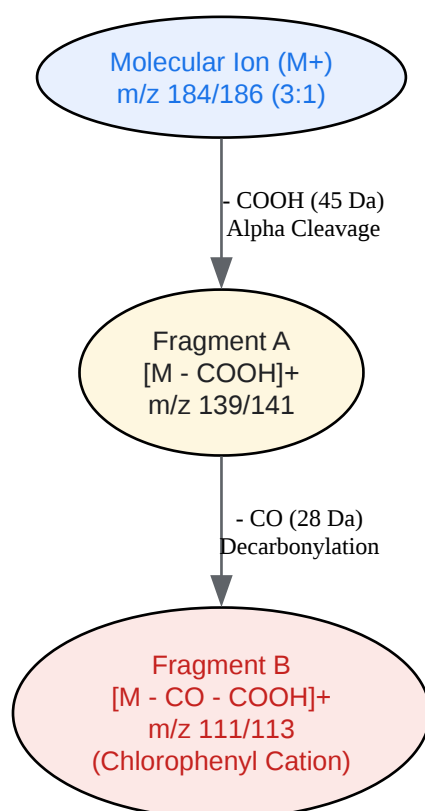 Molecular Ion (M+)
m/z 184/186 (3:1)
- COOH (45 Da)
Alpha Cleavage
Fragment A
[M - COOH]+
m/z 139/141
- CO (28 Da)
Decarbonylation
Fragment B
[M - CO - COOH]+
m/z 111/113
(Chlorophenyl Cation)